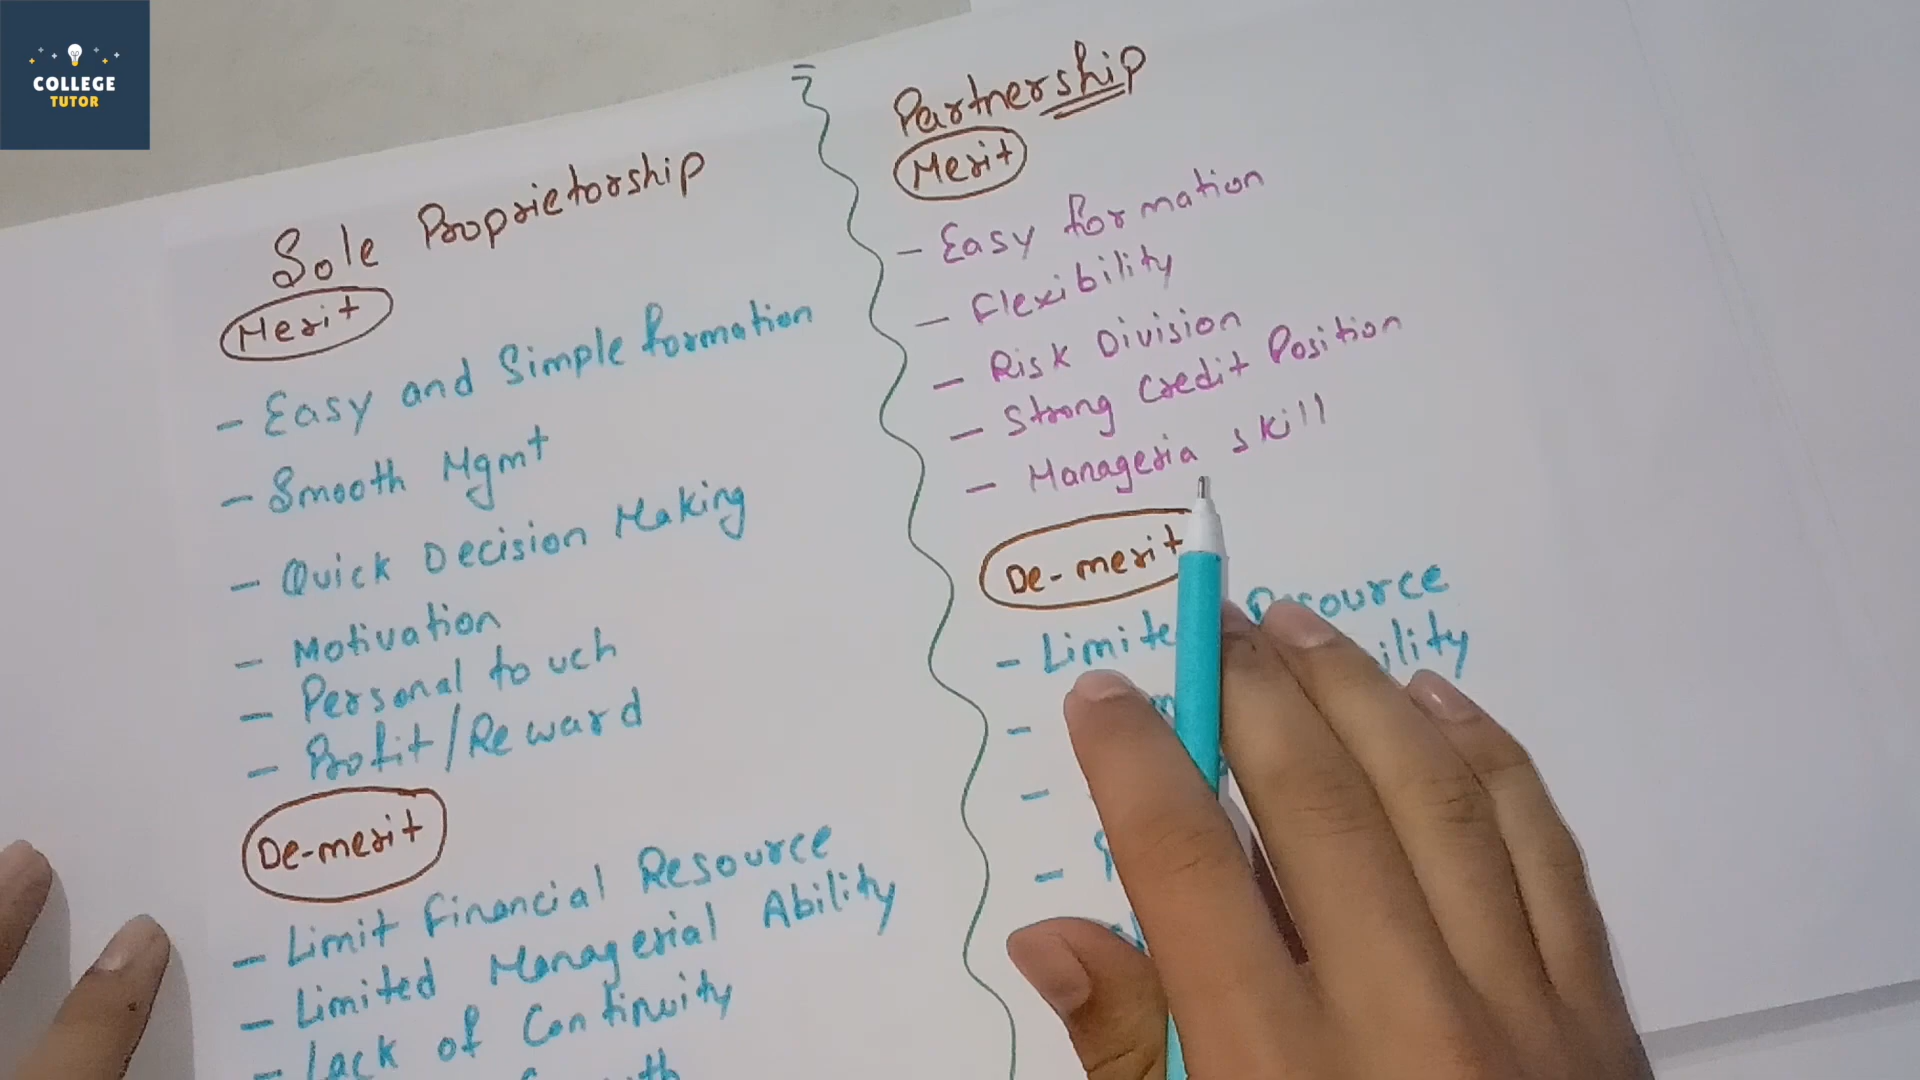 COLLEGE
TUTOR
Sole Proprietorship
Merit
- Easy and Simple formation
- Smooth Mgmt
- Quick Decision Making
- Motivation
- Personal touch
- Profit/Reward
De-merit
- Limit Financial Resource
- Limited Managerial Ability
- Lack of Continuity
Partnership
Merit
- Easy formation
- Flexibility
- Risk Division
- Strong Credit Position
- Manageria skill
De-merit
- Limite Resource